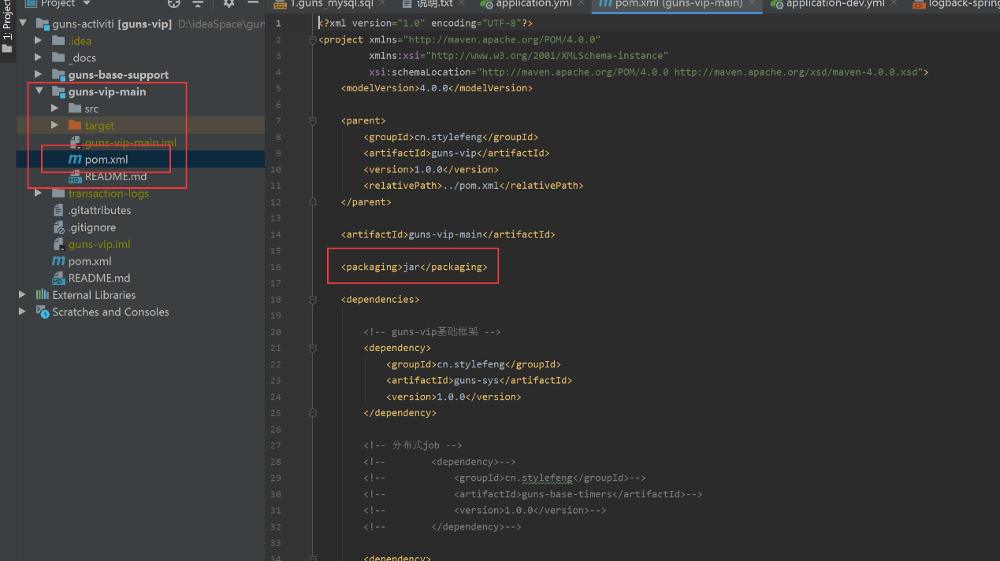 Project
1.guns_mysql.sql
说明.txt
application.yml
pom.xml (guns-vip-main)
application-dev.yml
logback-spring
1: Project
guns-activiti [guns-vip] D:\ideaSpace\gun
.idea
_docs
guns-base-support
guns-vip-main
src
target
guns-vip-main.iml
pom.xml
README.md
transaction-logs
.gitattributes
.gitignore
guns-vip.iml
pom.xml
README.md
External Libraries
Scratches and Consoles
1 <?xml version="1.0" encoding="UTF-8"?>
2 <project xmlns="http://maven.apache.org/POM/4.0.0"
3 xmlns:xsi="http://www.w3.org/2001/XMLSchema-instance"
4 xsi:schemaLocation="http://maven.apache.org/POM/4.0.0 http://maven.apache.org/xsd/maven-4.0.0.xsd">
5 <modelVersion>4.0.0</modelVersion>
6
7 <parent>
8 <groupId>cn.stylefeng</groupId>
9 <artifactId>guns-vip</artifactId>
10 <version>1.0.0</version>
11 <relativePath>../pom.xml</relativePath>
12 </parent>
13
14 <artifactId>guns-vip-main</artifactId>
15
16 <packaging>jar</packaging>
17
18 <dependencies>
19
20 <!-- guns-vip基础框架 -->
21 <dependency>
22 <groupId>cn.stylefeng</groupId>
23 <artifactId>guns-sys</artifactId>
24 <version>1.0.0</version>
25 </dependency>
26
27 <!-- 分布式job -->
28 <!-- <dependency>-->
29 <!-- <groupId>cn.stylefeng</groupId>-->
30 <!-- <artifactId>guns-base-timers</artifactId>-->
31 <!-- <version>1.0.0</version>-->
32 <!-- </dependency>-->
33
34 <dependency>